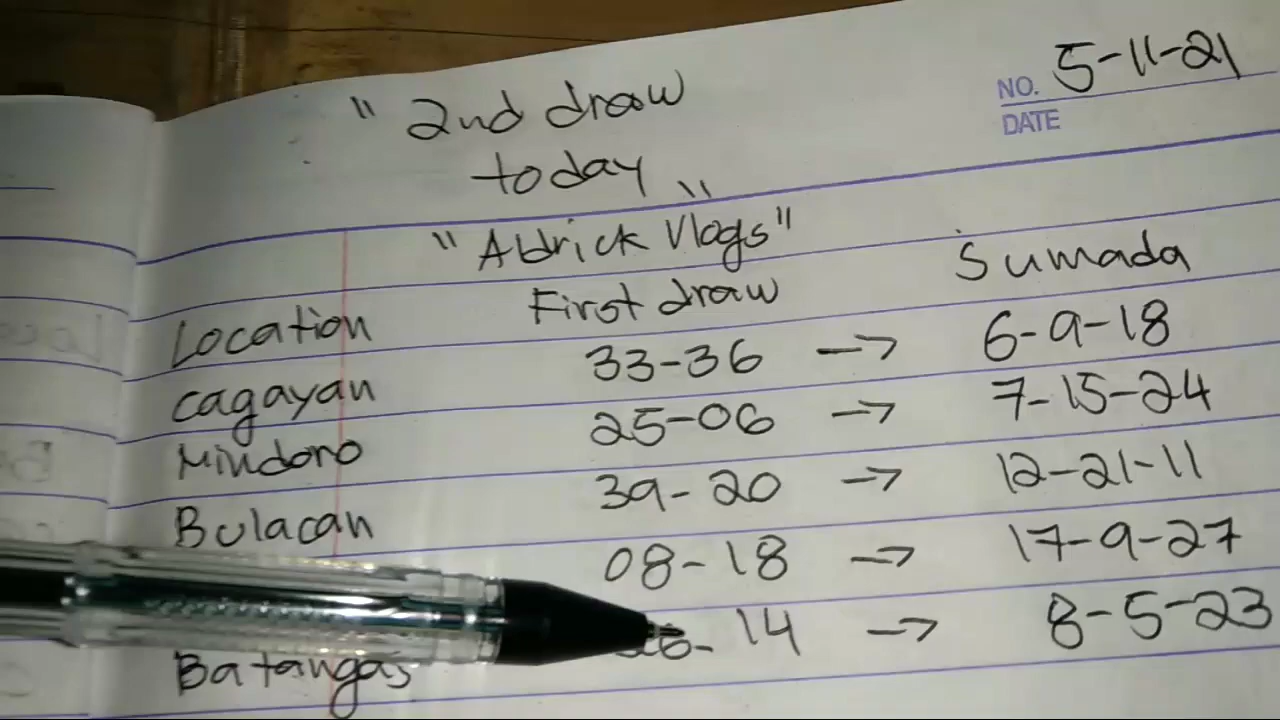 NO. 5-11-21
DATE
" 2nd draw
today "
"Aldrick Vlogs"
Location First draw Sumada
cagayan 33-36 -> 6-9-18
Mindoro 25-06 -> 7-15-24
Bulacan 39-20 -> 12-21-11
08-18 -> 17-9-27
Batangas 14 -> 8-5-23